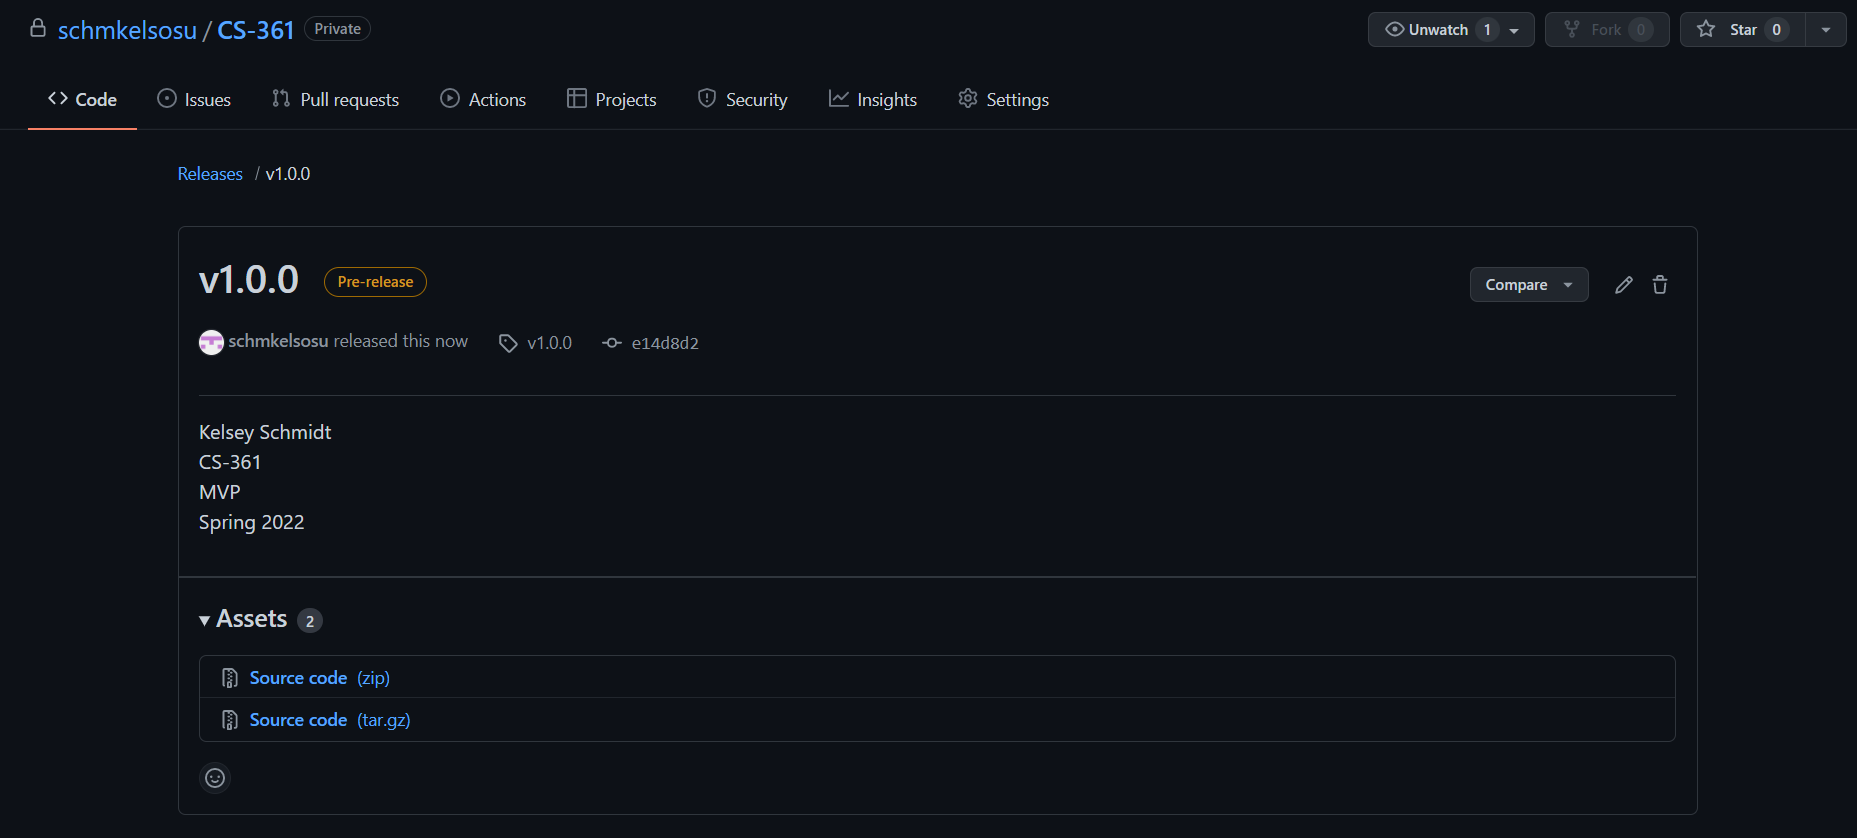 schmkelsosu / CS-361 Private
Unwatch 1 Fork 0 Star 0
Code Issues Pull requests Actions Projects Security Insights Settings
Releases / v1.0.0
v1.0.0 Pre-release Compare
schmkelsosu released this now v1.0.0 e14d8d2
Kelsey Schmidt
CS-361
MVP
Spring 2022
Assets 2
Source code (zip)
Source code (tar.gz)